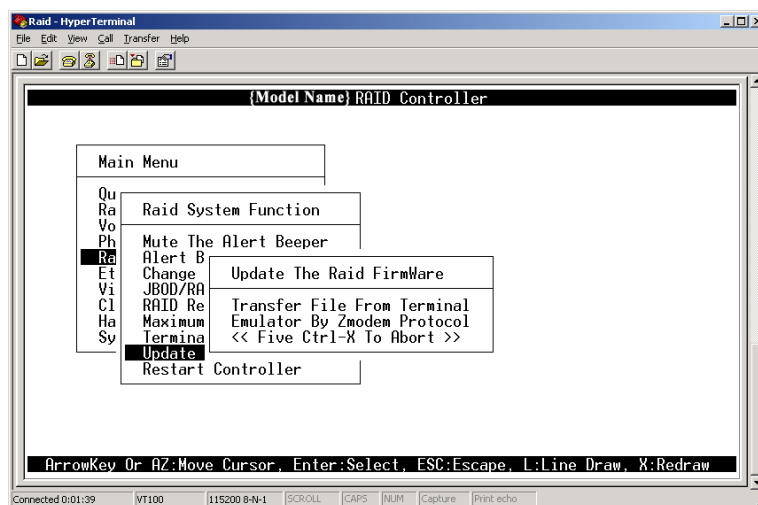 Raid - HyperTerminal
File Edit View Call Transfer Help
{Model Name} RAID Controller
Main Menu
Qu
Ra
Vo
Ph
Ra
Et
Vi
Cl
Ha
Sy
Raid System Function
Mute The Alert Beeper
Alert B
Change
JBOD/RA
RAID Re
Maximum
Termina
Update
Restart Controller
Update The Raid FirmWare
Transfer File From Terminal
Emulator By Zmodem Protocol
<< Five Ctrl-X To Abort >>
ArrowKey Or AZ:Move Cursor, Enter:Select, ESC:Escape, L:Line Draw, X:Redraw
Connected 0:01:39 VT100 115200 8-N-1 SCROLL CAPS NUM Capture Print echo